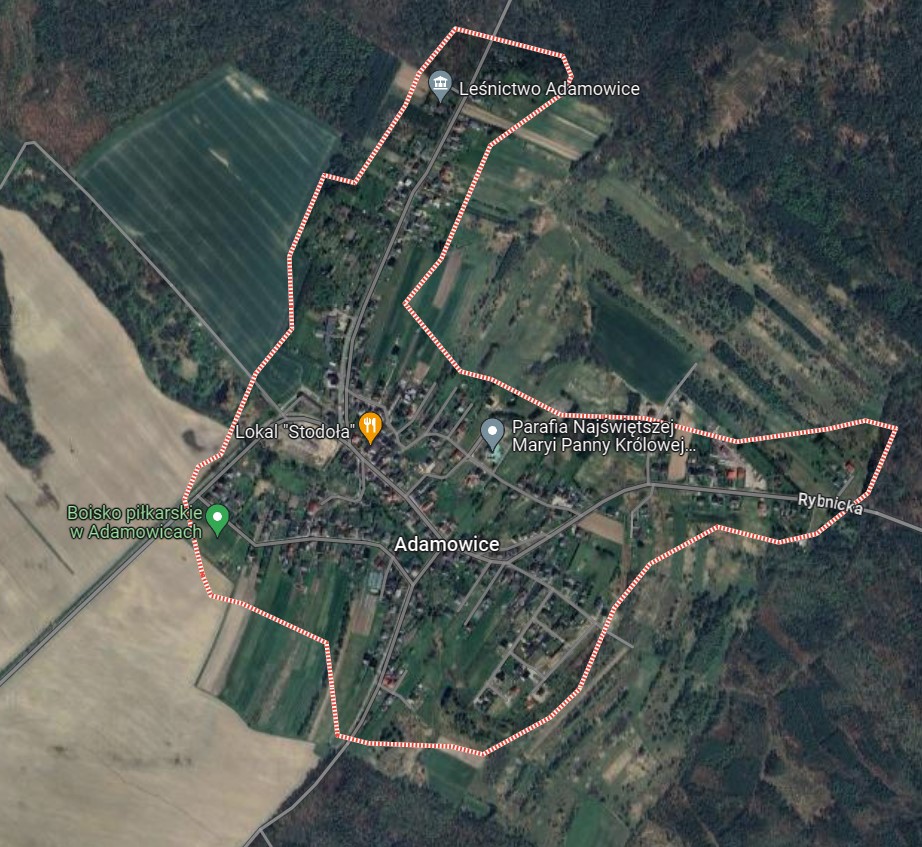 Leśnictwo Adamowice
Lokal "Stodoła"
Parafia Najświętszej
Maryi Panny Królowej...
Rybnicka
Boisko piłkarskie
w Adamowicach
Adamowice